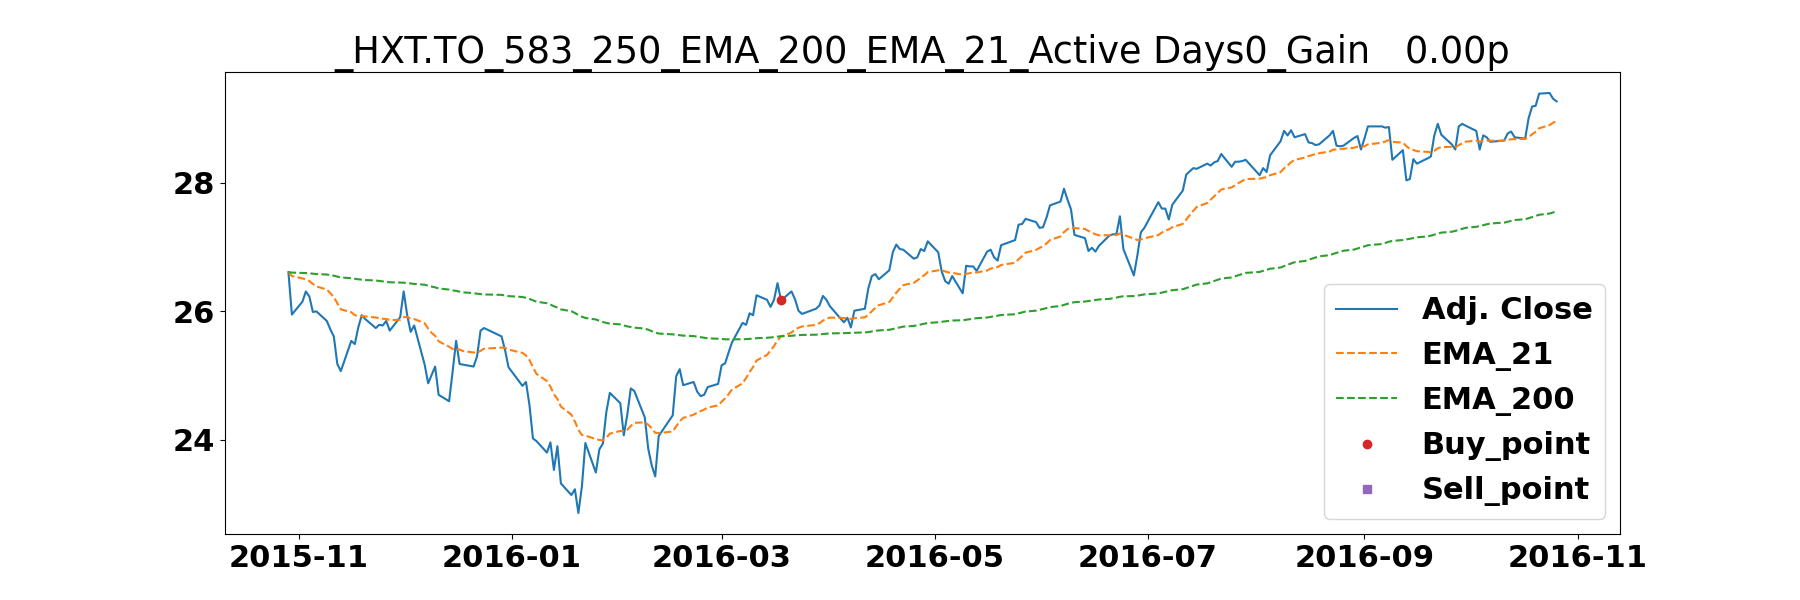 _HXT.TO_583_250_EMA_200_EMA_21_Active Days0_Gain   0.00p
28
26
24
2015-11 2016-01 2016-03 2016-05 2016-07 2016-09 2016-11
Adj. Close
EMA_21
EMA_200
Buy_point
Sell_point